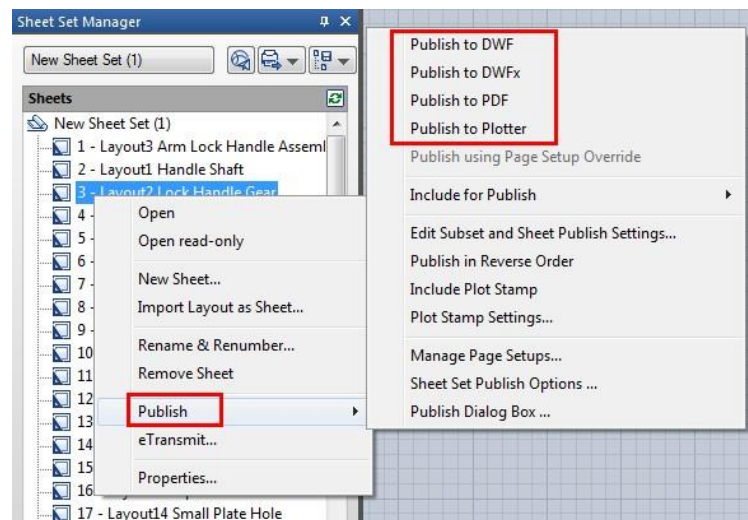 Sheet Set Manager
New Sheet Set (1)
Sheets
New Sheet Set (1)
1 - Layout3 Arm Lock Handle Assembl
2 - Layout1 Handle Shaft
3 - Layout2 Lock Handle Gear
4 -
5 -
6 -
7 -
8 -
9 -
10
11
12
13
14
15
16
17 - Layout14 Small Plate Hole
Open
Open read-only
New Sheet...
Import Layout as Sheet...
Rename & Renumber...
Remove Sheet
Publish
eTransmit...
Properties...
Publish to DWF
Publish to DWFx
Publish to PDF
Publish to Plotter
Publish using Page Setup Override
Include for Publish
Edit Subset and Sheet Publish Settings...
Publish in Reverse Order
Include Plot Stamp
Plot Stamp Settings...
Manage Page Setups...
Sheet Set Publish Options ...
Publish Dialog Box ...